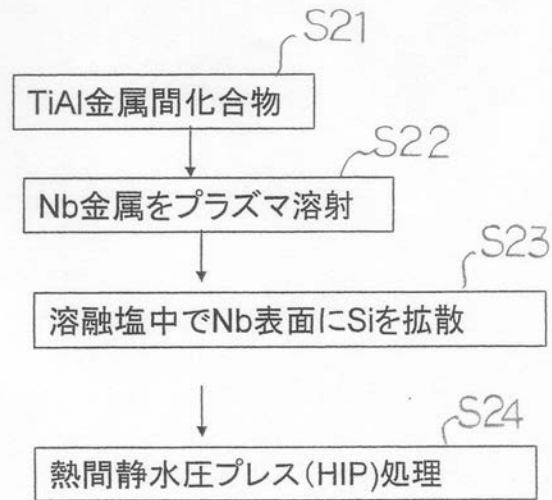 S21
TiAl金属間化合物
S22
Nb金属をプラズマ溶射
S23
溶融塩中でNb表面にSiを拡散
S24
熱間静水圧プレス(HIP)処理